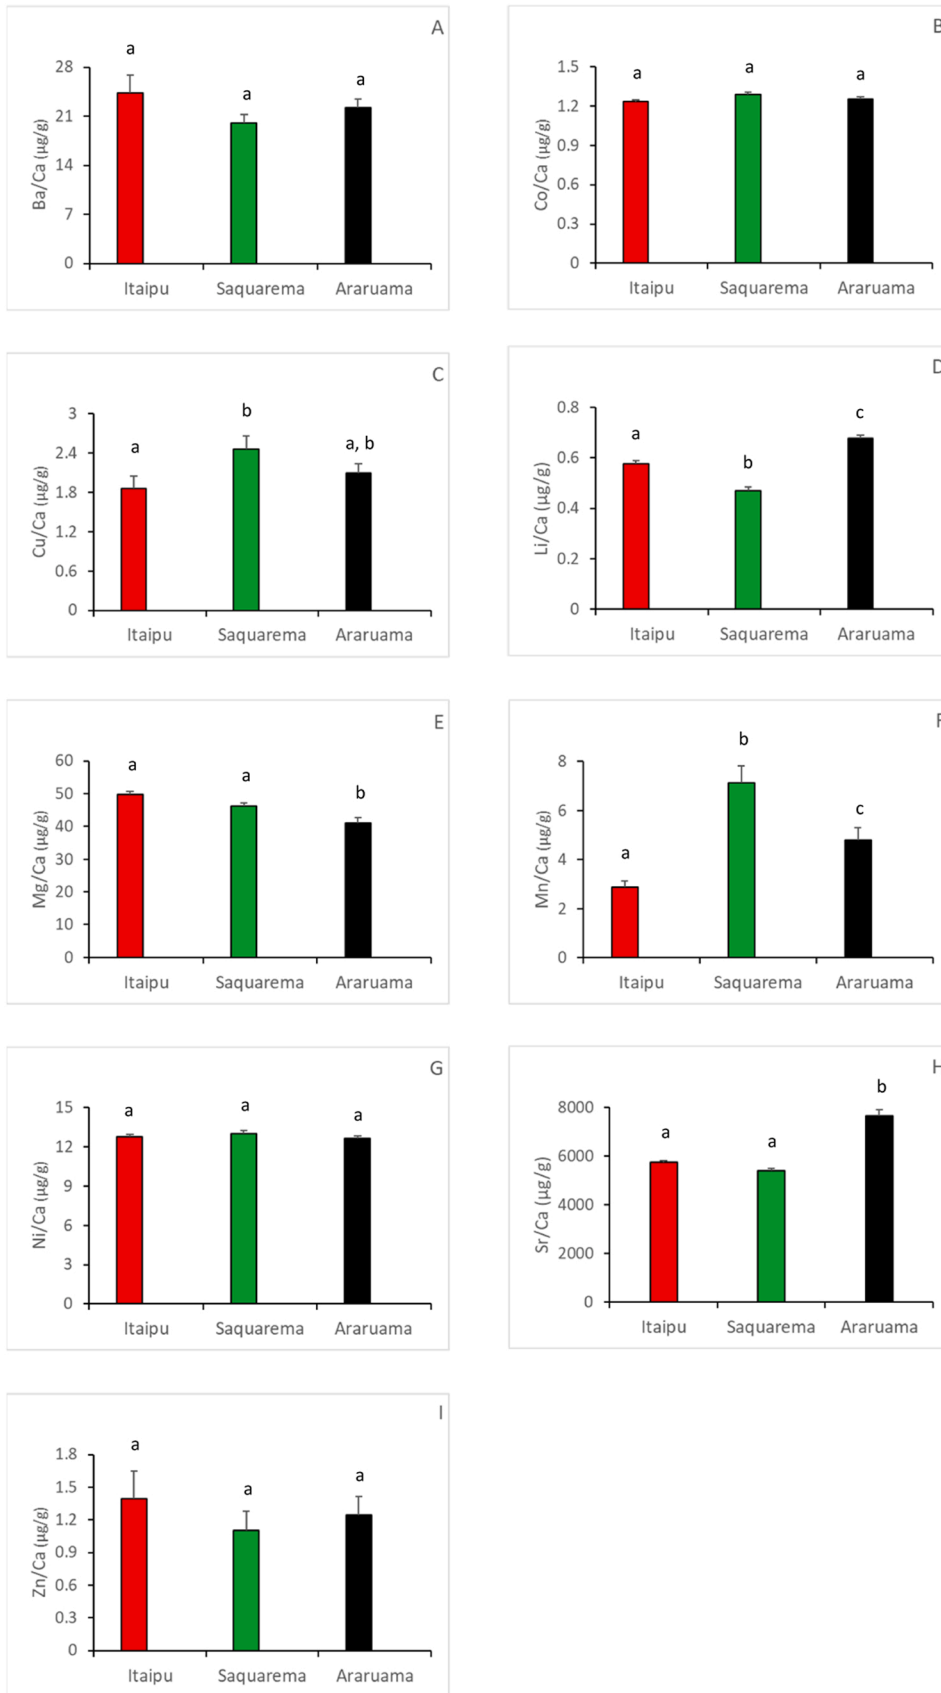 A
a
a
a
28
21
14
7
0
Ba/Ca (µg/g)
Itaipu Saquarema Araruama
B
a
a
a
1.5
1.2
0.9
0.6
0.3
0
Co/Ca (µg/g)
Itaipu Saquarema Araruama
C
a
b
a, b
3
2.4
1.8
1.2
0.6
0
Cu/Ca (µg/g)
Itaipu Saquarema Araruama
D
a
b
c
0.8
0.6
0.4
0.2
0
Li/Ca (µg/g)
Itaipu Saquarema Araruama
E
a
a
b
60
50
40
30
20
10
0
Mg/Ca (µg/g)
Itaipu Saquarema Araruama
F
a
b
c
8
6
4
2
0
Mn/Ca (µg/g)
Itaipu Saquarema Araruama
G
a
a
a
15
12
9
6
3
0
Ni/Ca (µg/g)
Itaipu Saquarema Araruama
H
a
a
b
8000
6000
4000
2000
0
Sr/Ca (µg/g)
Itaipu Saquarema Araruama
I
a
a
a
1.8
1.5
1.2
0.9
0.6
0.3
0
Zn/Ca (µg/g)
Itaipu Saquarema Araruama